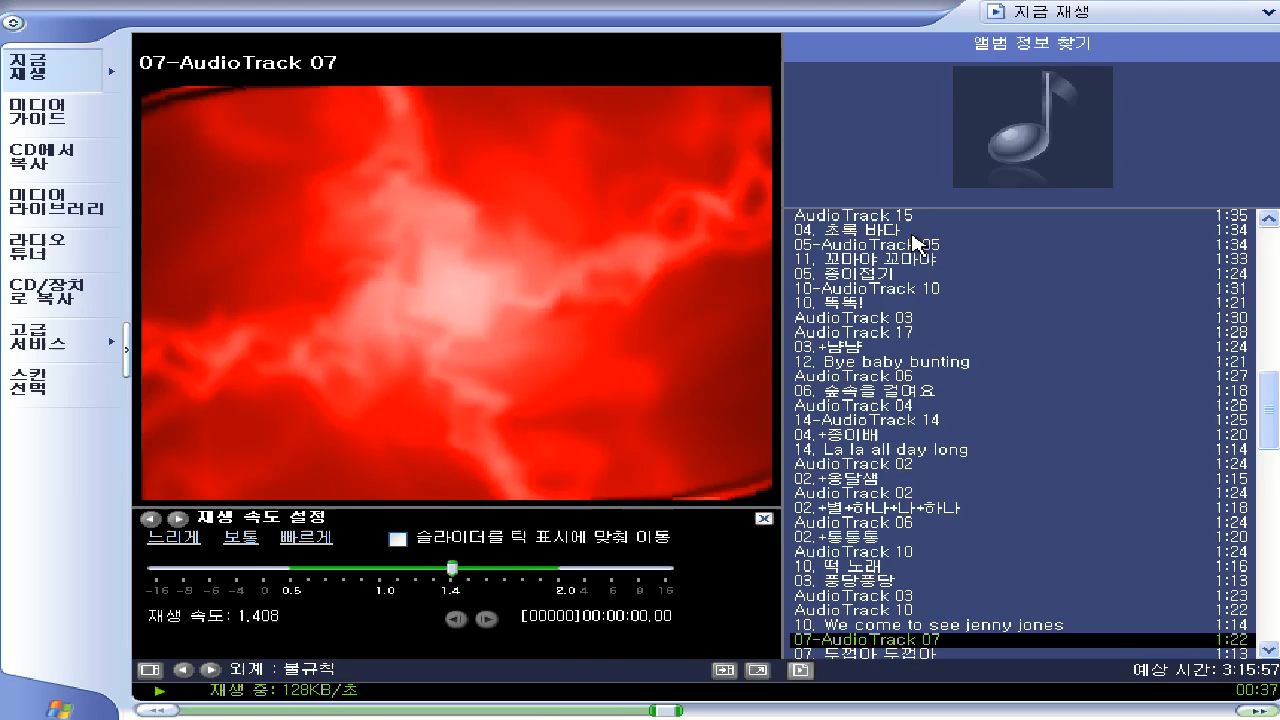 지금 재생
앨범 정보 찾기
지금
재생
미디어
가이드
CD에서
복사
미디어
라이브러리
라디오
튜너
CD/장치
로 복사
고급
서비스
스킨
선택
07-AudioTrack 07
AudioTrack 15 1:35
04. 초록 바다 1:34
05-AudioTrack 05 1:34
11. 꼬마야 꼬마야 1:33
05. 종이접기 1:24
10-AudioTrack 10 1:31
10. 똑똑! 1:21
AudioTrack 03 1:30
AudioTrack 17 1:28
03.+냠냠 1:24
12. Bye baby bunting 1:21
AudioTrack 06 1:27
06. 숲속을 걸어요 1:18
AudioTrack 04 1:26
14-AudioTrack 14 1:25
04.+종이배 1:20
14. La la all day long 1:14
AudioTrack 02 1:24
02.+옹달샘 1:15
AudioTrack 02 1:24
02.+별+하나+나+하나 1:18
AudioTrack 06 1:24
02.+통통통 1:24
AudioTrack 10 1:24
10. 떡 노래 1:16
03. 퐁당퐁당 1:13
AudioTrack 03 1:23
AudioTrack 10 1:22
10. We come to see jenny jones 1:14
07-AudioTrack 07 1:22
07. 두껍아 두껍아 1:13
재생 속도 설정
느리게 보통 빠르게 슬라이더를 틱 표시에 맞춰 이동
-16 -8 -6 -4 0 0.5 1.0 1.4 2.0 4 6 8 16
재생 속도: 1.408 [00000]00:00:00.00
외계 : 불규칙 예상 시간: 3:15:57
재생 중: 128KB/초 00:37